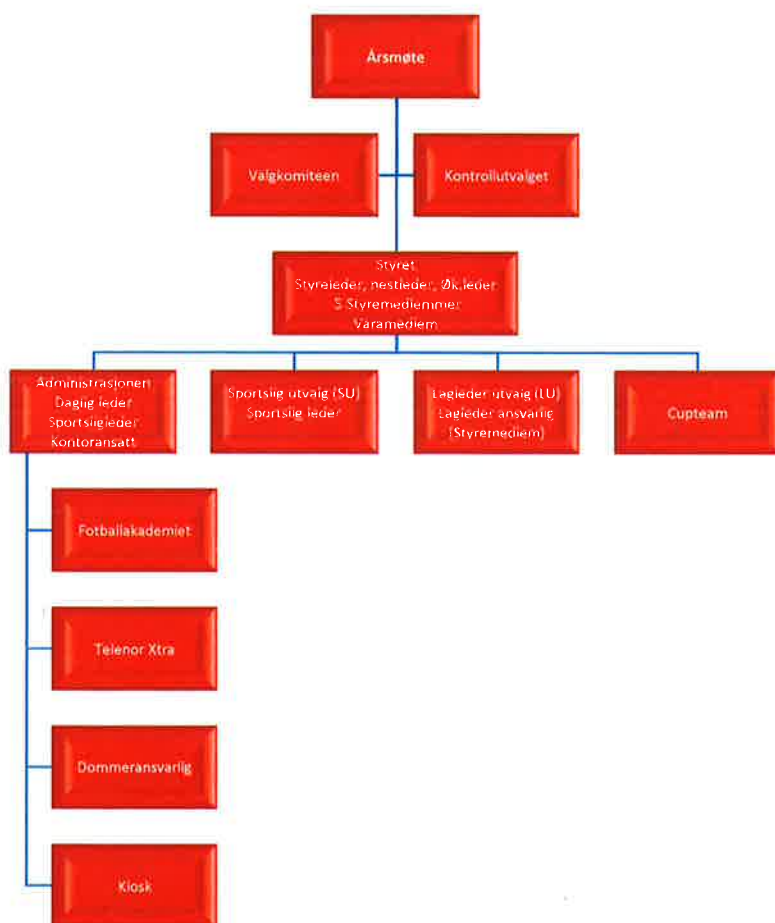 Årsmøte
Valgkomiteen
Kontrollutvalget
Styret
Styreleder, nestleder, Øk.leder
5 Styremedlemmer
Varamedlem
Administrasjonen
Daglig leder
Sportsligleder
Kontoransatt
Sportslig utvalg (SU)
Sportslig leder
Lagleder utvalg (LU)
Lagleder ansvarlig
(Styremedlem)
Cupteam
Fotballakademiet
Telenor Xtra
Dommeransvarlig
Kiosk